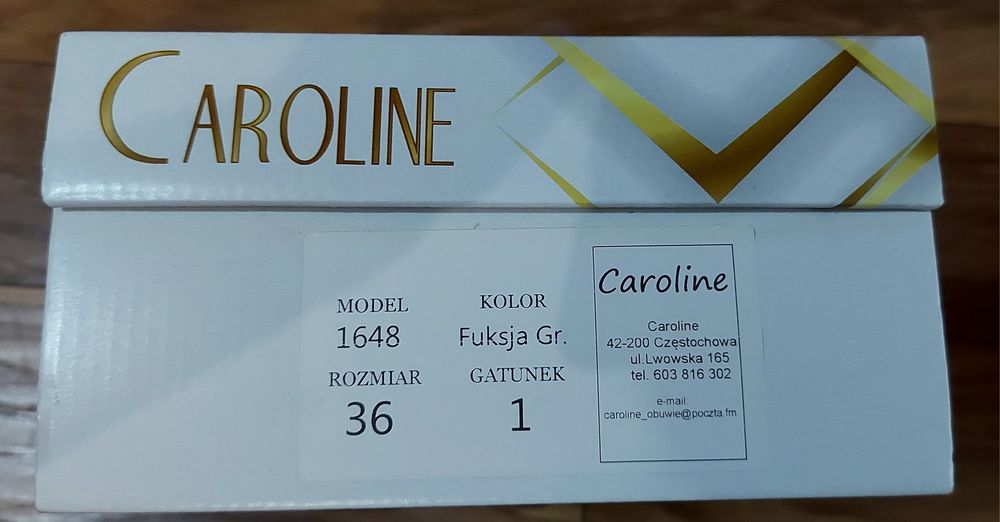 CAROLINE
MODEL
1648
ROZMIAR
36
KOLOR
Fuksja Gr.
GATUNEK
1
Caroline
Caroline
42-200 Częstochowa
ul.Lwowska 165
tel. 603 816 302
e-mail:
caroline_obuwie@poczta.fm